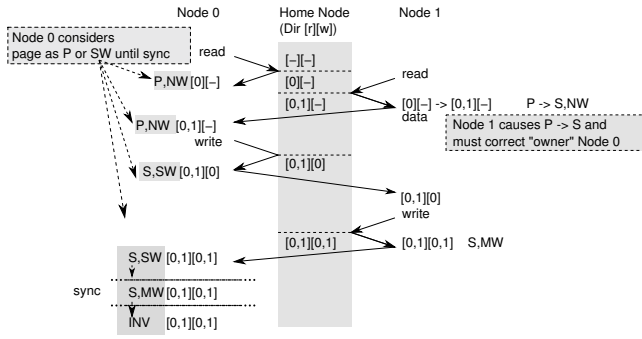 Node 0
Home Node
(Dir [r][w])
Node 1
Node 0 considers
page as P or SW until sync
read
[–][–]
read
P,NW [0][–]
[0][–]
[0,1][–]
[0][–] -> [0,1][–] P -> S,NW
data
P,NW [0,1][–]
Node 1 causes P -> S and
must correct "owner" Node 0
write
[0,1][0]
S,SW [0,1][0]
[0,1][0]
write
[0,1][0,1]
[0,1][0,1] S,MW
S,SW [0,1][0,1]
sync
S,MW [0,1][0,1]
INV [0,1][0,1]